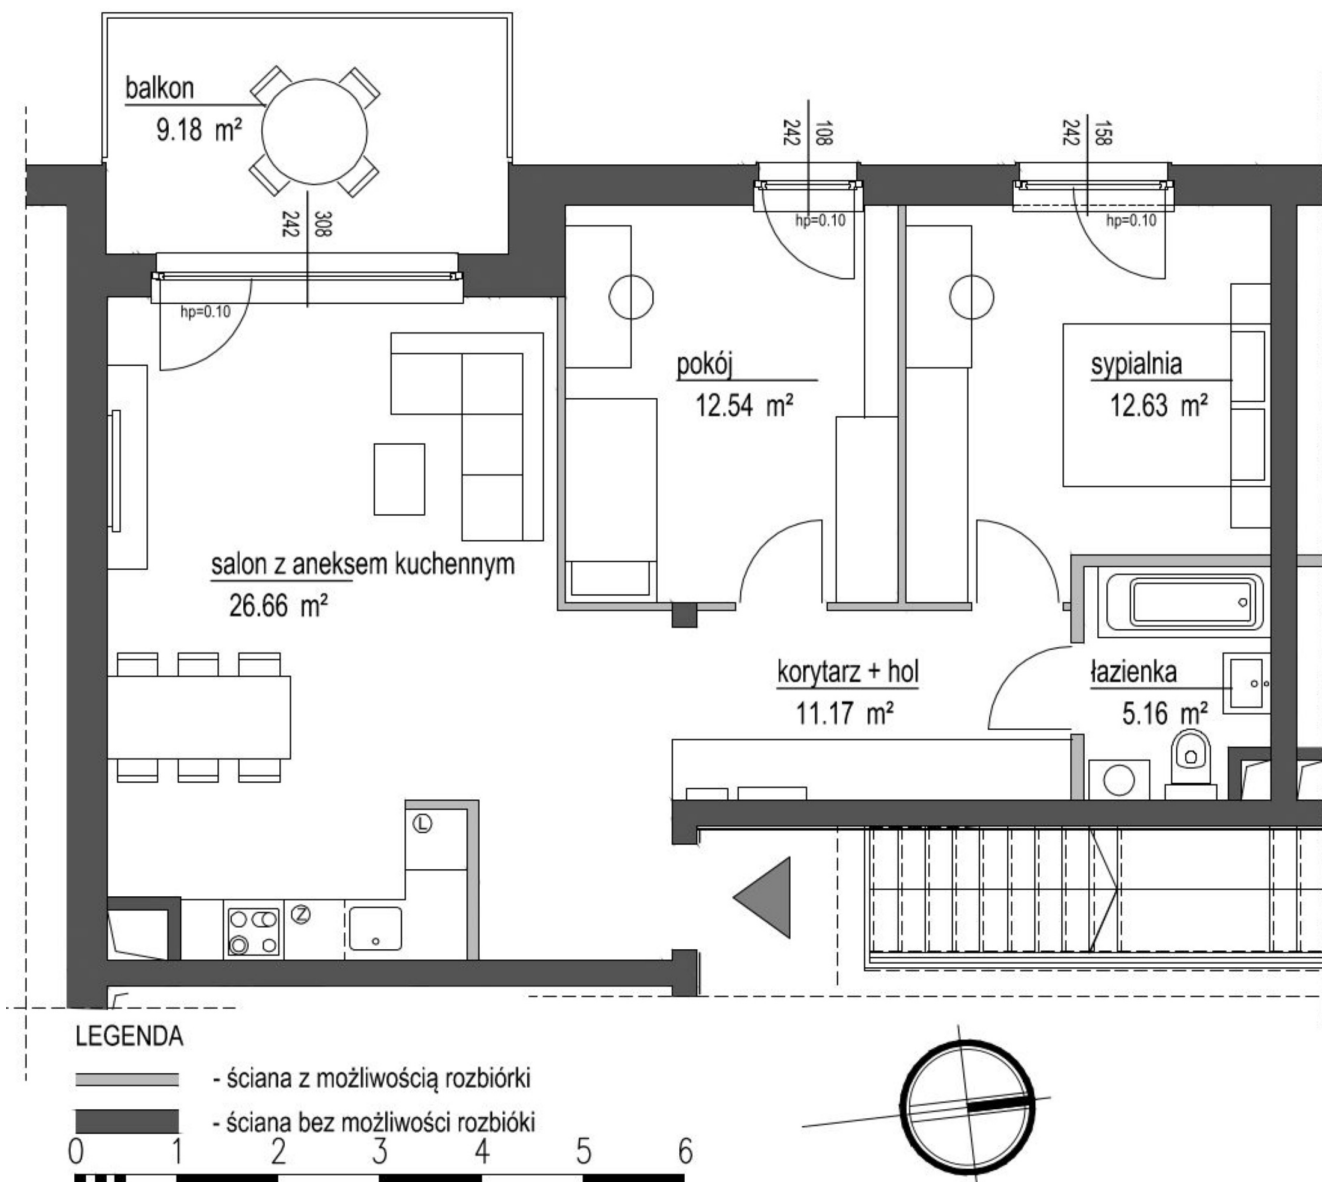 balkon
9.18 m²
108
242
158
242
308
242
hp=0.10
hp=0.10
hp=0.10
pokój
12.54 m²
sypialnia
12.63 m²
salon z aneksem kuchennym
26.66 m²
korytarz + hol
11.17 m²
łazienka
5.16 m²
L
Z
LEGENDA
- ściana z możliwością rozbiórki
- ściana bez możliwości rozbióki
0 1 2 3 4 5 6